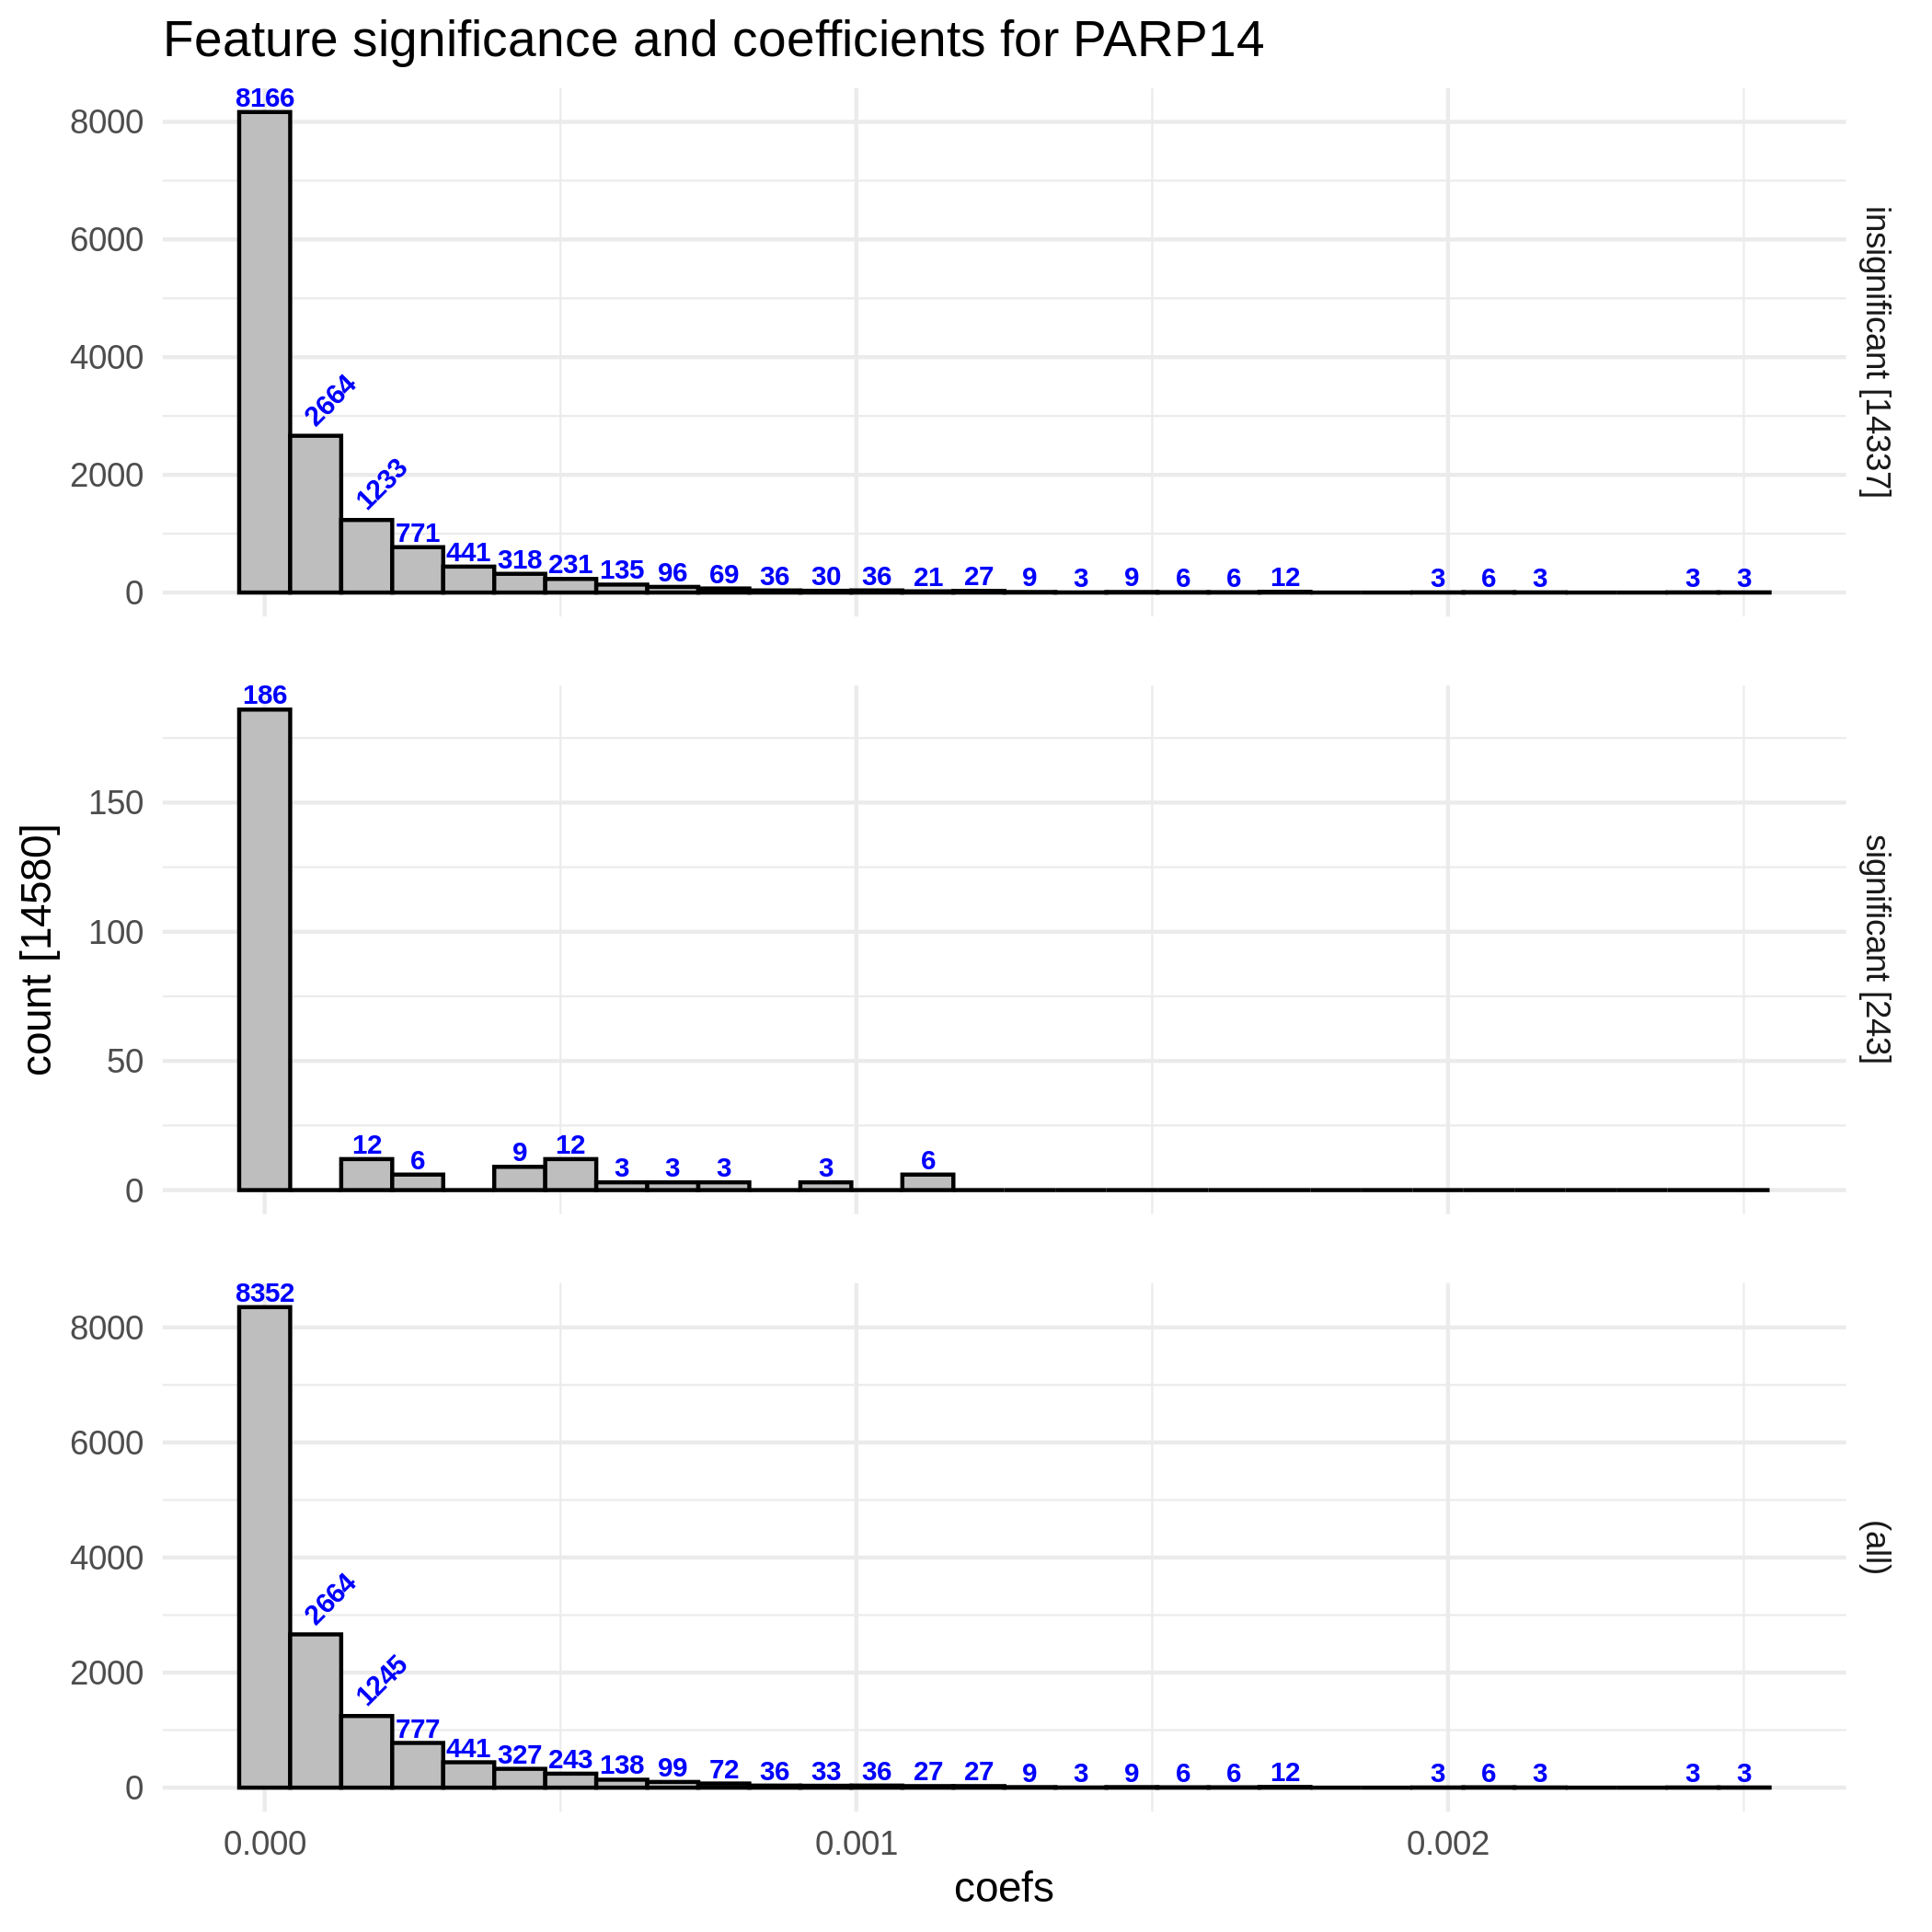 Feature significance and coefficients for PARP14
8166
8000
6000
4000
2000
0
2664
1233
771
441 318 231 135 96 69 36 30 36 21 27 9 3 9 6 6 12 3 6 3 3 3
insignificant [14337]
186
150
100
50
0
12 6 9 12 3 3 3 3 6
significant [243]
count [14580]
8352
8000
6000
4000
2000
0
2664
1245
777
441 327 243 138 99 72 36 33 36 27 27 9 3 9 6 6 12 3 6 3 3 3
(all)
0.000 0.001 0.002
coefs